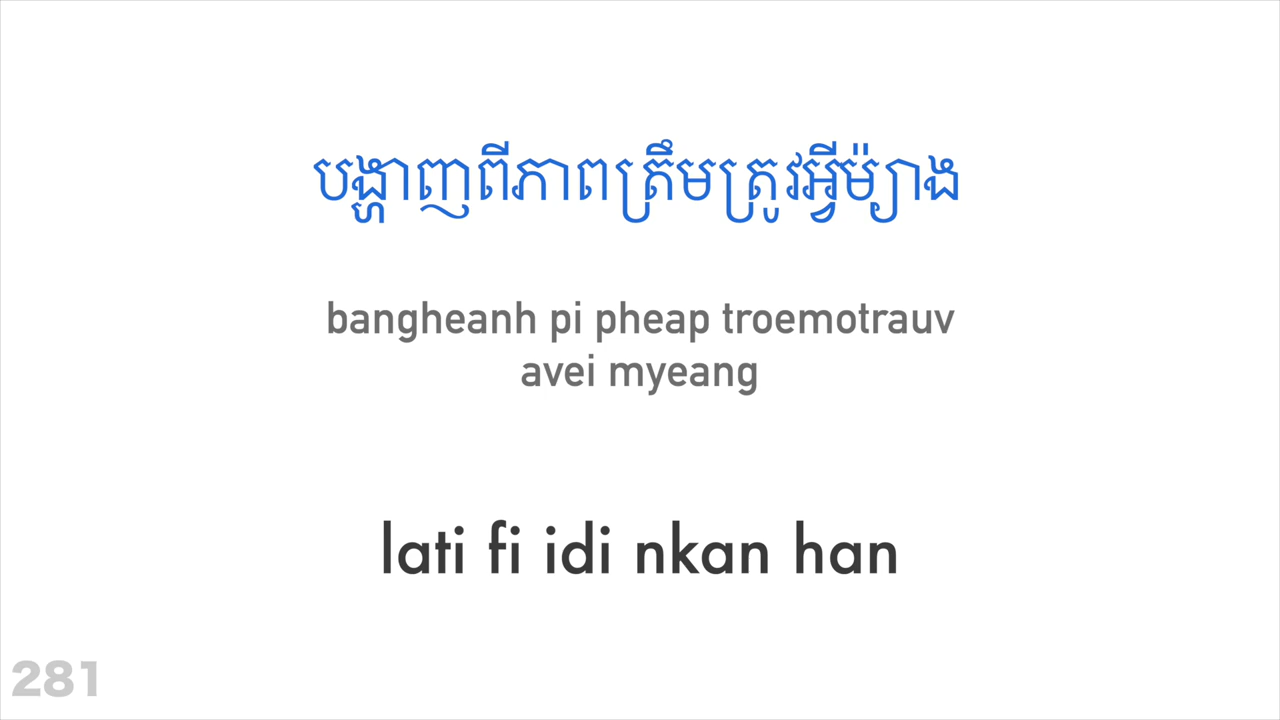 បង្ហាញពីភាពត្រឹមត្រូវអ្វីម៉្យាង
bangheanh pi pheap troemotrauv
avei myeang
lati fi idi nkan han
281